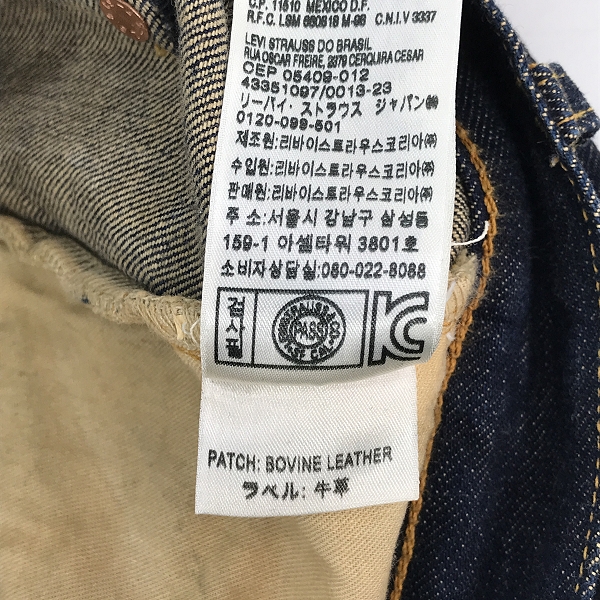 C.P. 11510 MEXICO D.F.
R.F.C. LSM 850818 M-98 C.N.I.V 3337
LEVI STRAUSS DO BRASIL
RUA OSCAR FREIRE, 2379 CERQUIRA CESAR
CEP 05409-012
43351097/0013-23
リーバイ・ストラウス ジャパン㈱
0120-099-501
제조원:리바이스트라우스코리아㈜
수입원:리바이스트라우스코리아㈜
판매원:리바이스트라우스코리아㈜
주 소:서울시 강남구 삼성동
159-1 아셈타워 3801호
소비자상담실:080-022-8088
검사필
PASS
PATCH: BOVINE LEATHER
ラベル: 牛革